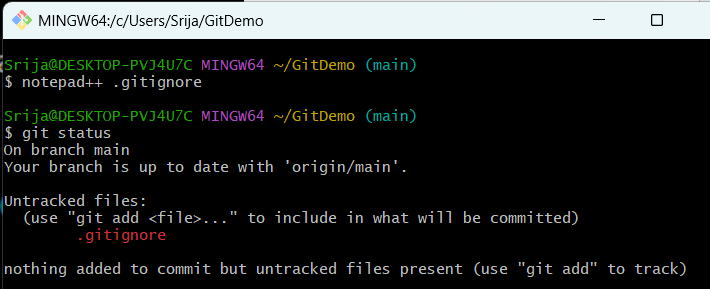 MINGW64:/c/Users/Srija/GitDemo
Srija@DESKTOP-PVJ4U7C MINGW64 ~/GitDemo (main)
$ notepad++ .gitignore
Srija@DESKTOP-PVJ4U7C MINGW64 ~/GitDemo (main)
$ git status
On branch main
Your branch is up to date with 'origin/main'.
Untracked files:
(use "git add <file>..." to include in what will be committed)
.gitignore
nothing added to commit but untracked files present (use "git add" to track)